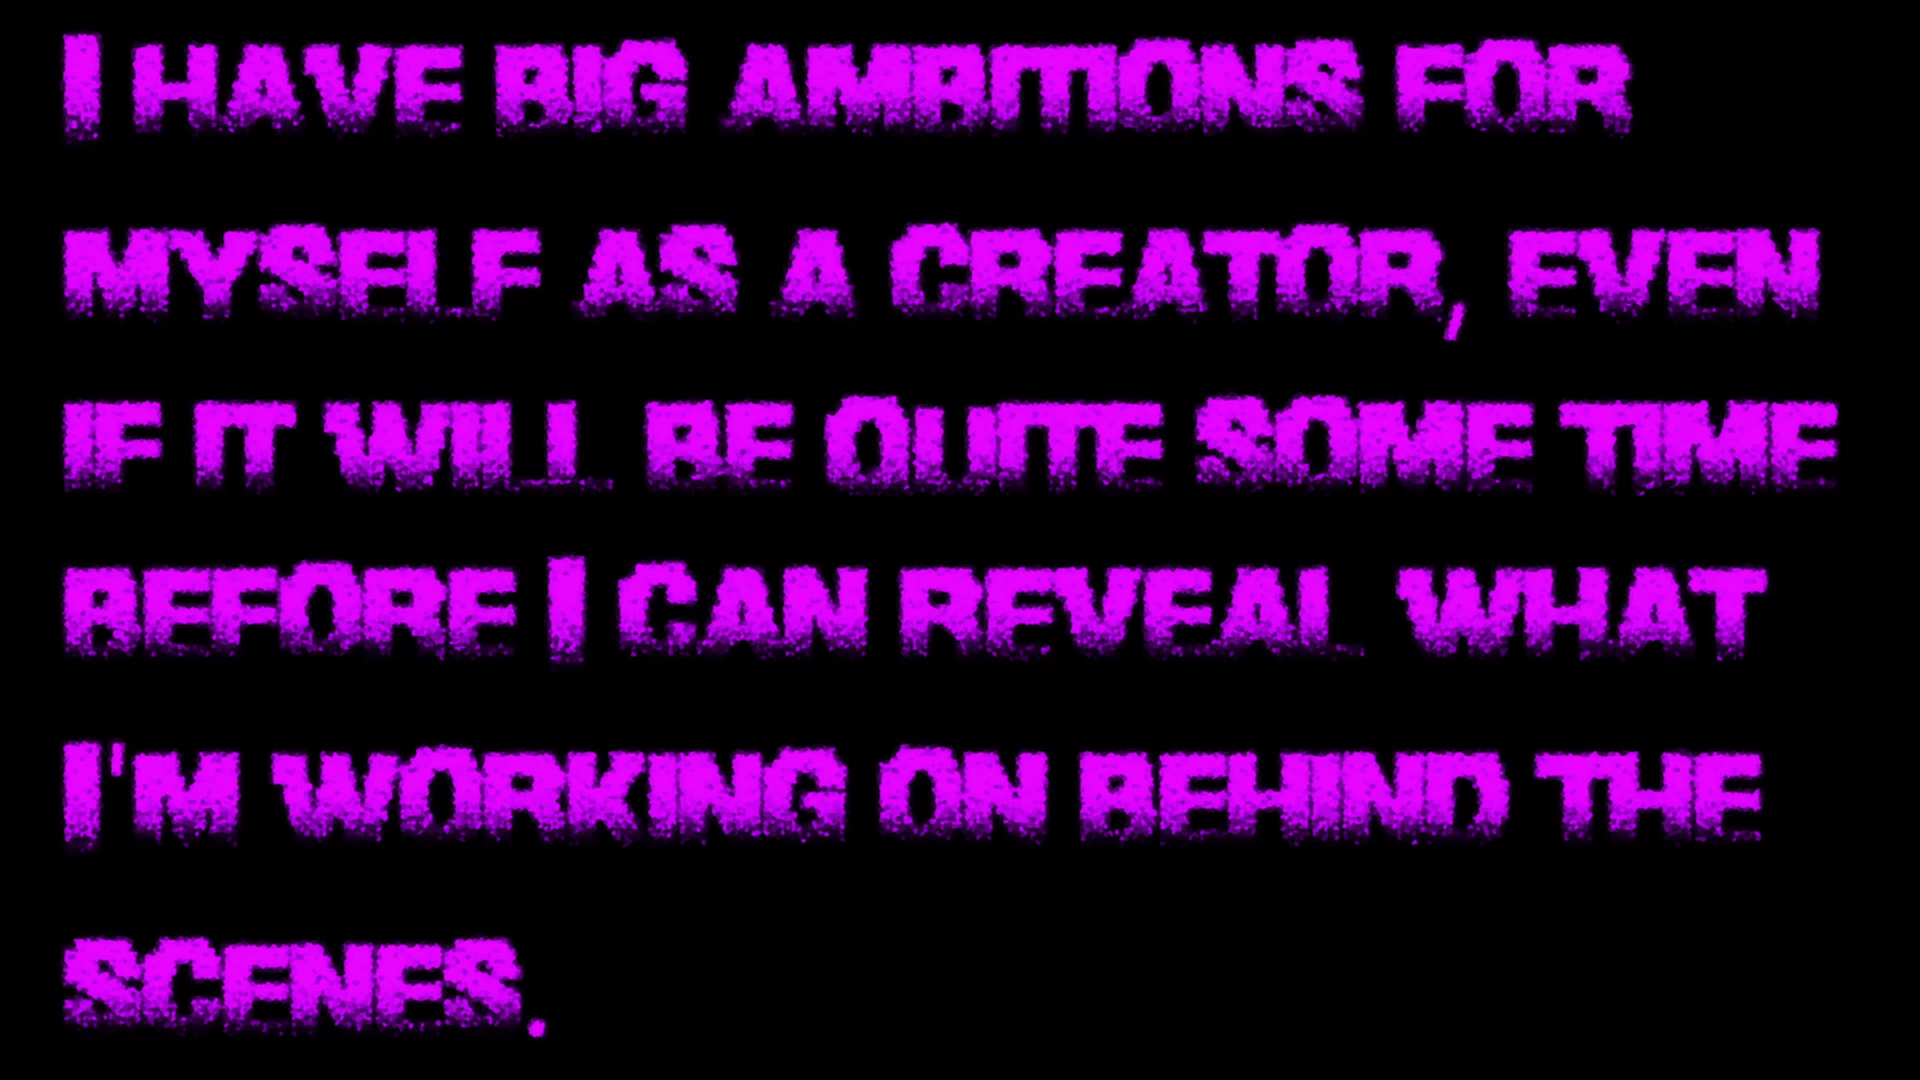 I HAVE BIG AMBITIONS FOR
MYSELF AS A CREATOR, EVEN
IF IT WILL BE QUITE SOME TIME
BEFORE I CAN REVEAL WHAT
I'M WORKING ON BEHIND THE
SCENES.